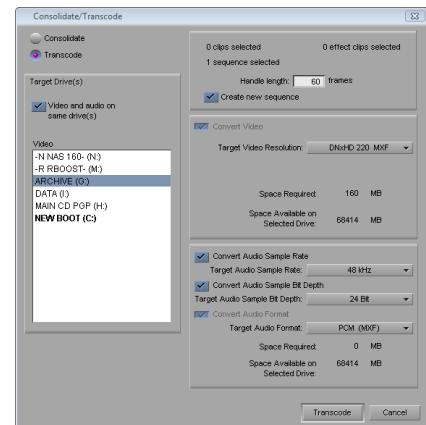 Consolidate/Transcode
Consolidate
Transcode
Target Drive(s)
Video and audio on
same drive(s)
Video
-N NAS 160- (N:)
-R RBOOST- (M:)
ARCHIVE (G:)
DATA (I:)
MAIN CD PGP (H:)
NEW BOOT (C:)
0 clips selected 0 effect clips selected
1 sequence selected
Handle length: 60 frames
Create new sequence
Convert Video
Target Video Resolution: DNxHD 220 MXF
Space Required: 160 MB
Space Available on
Selected Drive: 68414 MB
Convert Audio Sample Rate
Target Audio Sample Rate: 48 kHz
Convert Audio Sample Bit Depth
Target Audio Sample Bit Depth: 24 Bit
Convert Audio Format
Target Audio Format: PCM (MXF)
Space Required: 0 MB
Space Available on
Selected Drive: 68414 MB
Transcode Cancel